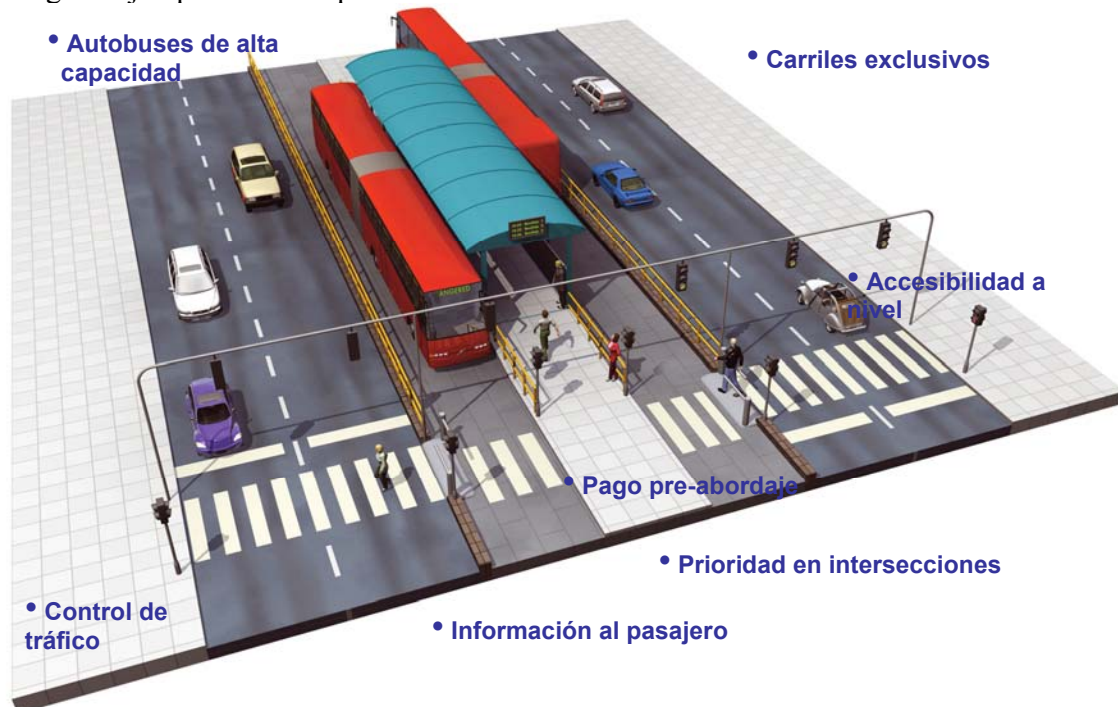 • Autobuses de alta
capacidad
• Carriles exclusivos
ANGERED
• Accesibilidad a
nivel
• Pago pre-abordaje
• Prioridad en intersecciones
• Control de
tráfico
• Información al pasajero